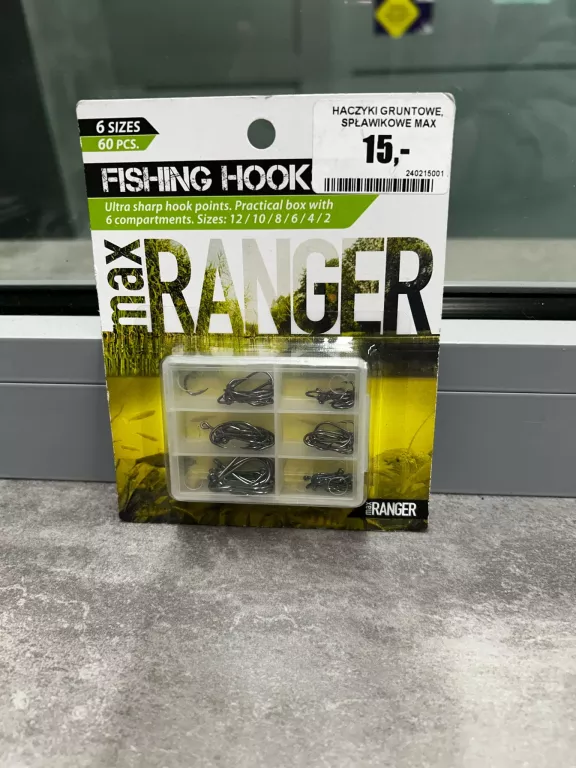 6 SIZES
60 PCS.
HACZYKI GRUNTOWE,
SPŁAWIKOWE MAX
15,-
240215001
FISHING HOOK
Ultra sharp hook points. Practical box with
6 compartments. Sizes: 12 / 10 / 8 / 6 / 4 / 2
max RANGER
max RANGER